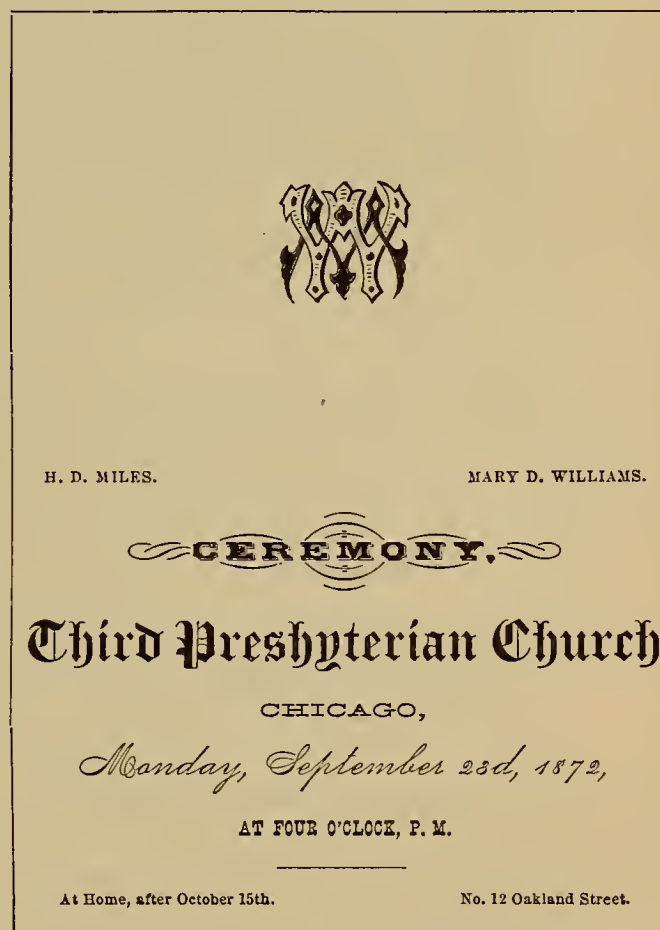 H. D. MILES. MARY D. WILLIAMS.
CEREMONY,
Third Presbyterian Church
CHICAGO,
Monday, September 23d, 1872,
AT FOUR O'CLOCK, P. M.
At Home, after October 15th. No. 12 Oakland Street.